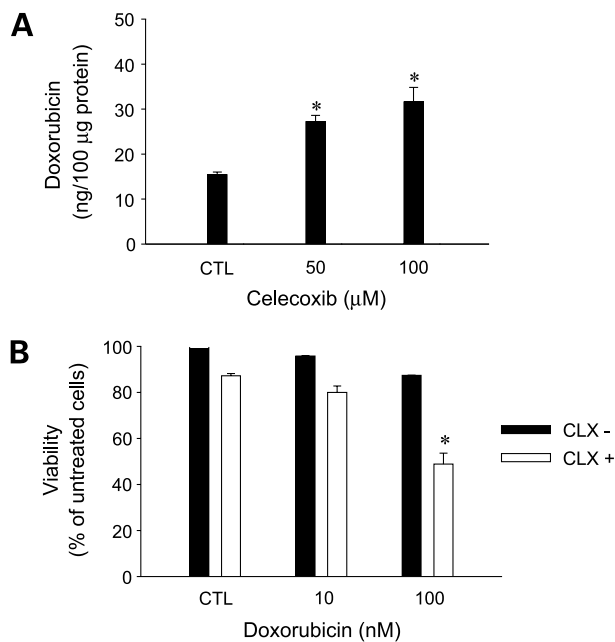 A
50
40
30
20
10
0
Doxorubicin
(ng/100 μg protein)
*
*
CTL 50 100
Celecoxib (μM)
B
100
80
60
40
20
0
Viability
(% of untreated cells)
*
CLX -
CLX +
CTL 10 100
Doxorubicin (nM)